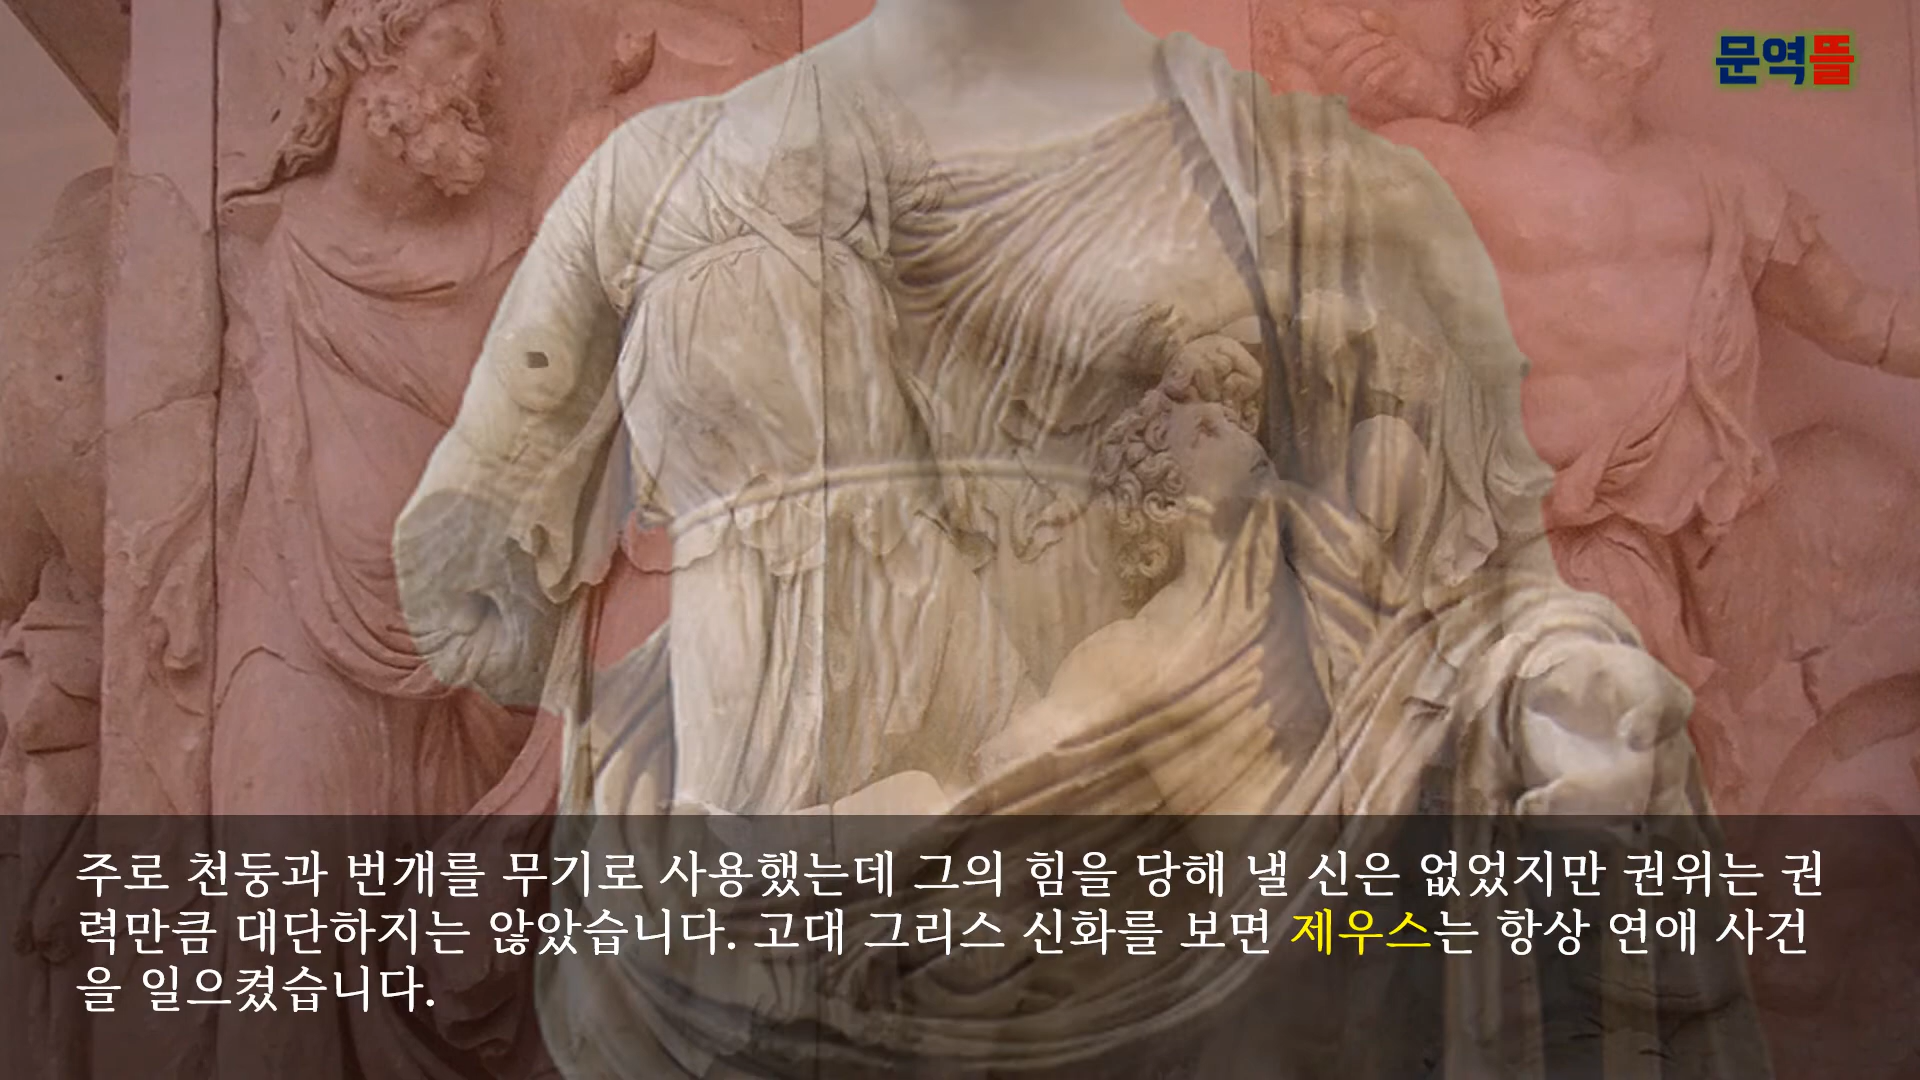 문역뜰
주로 천둥과 번개를 무기로 사용했는데 그의 힘을 당해 낼 신은 없었지만 권위는 권
력만큼 대단하지는 않았습니다. 고대 그리스 신화를 보면 제우스는 항상 연애 사건
을 일으켰습니다.